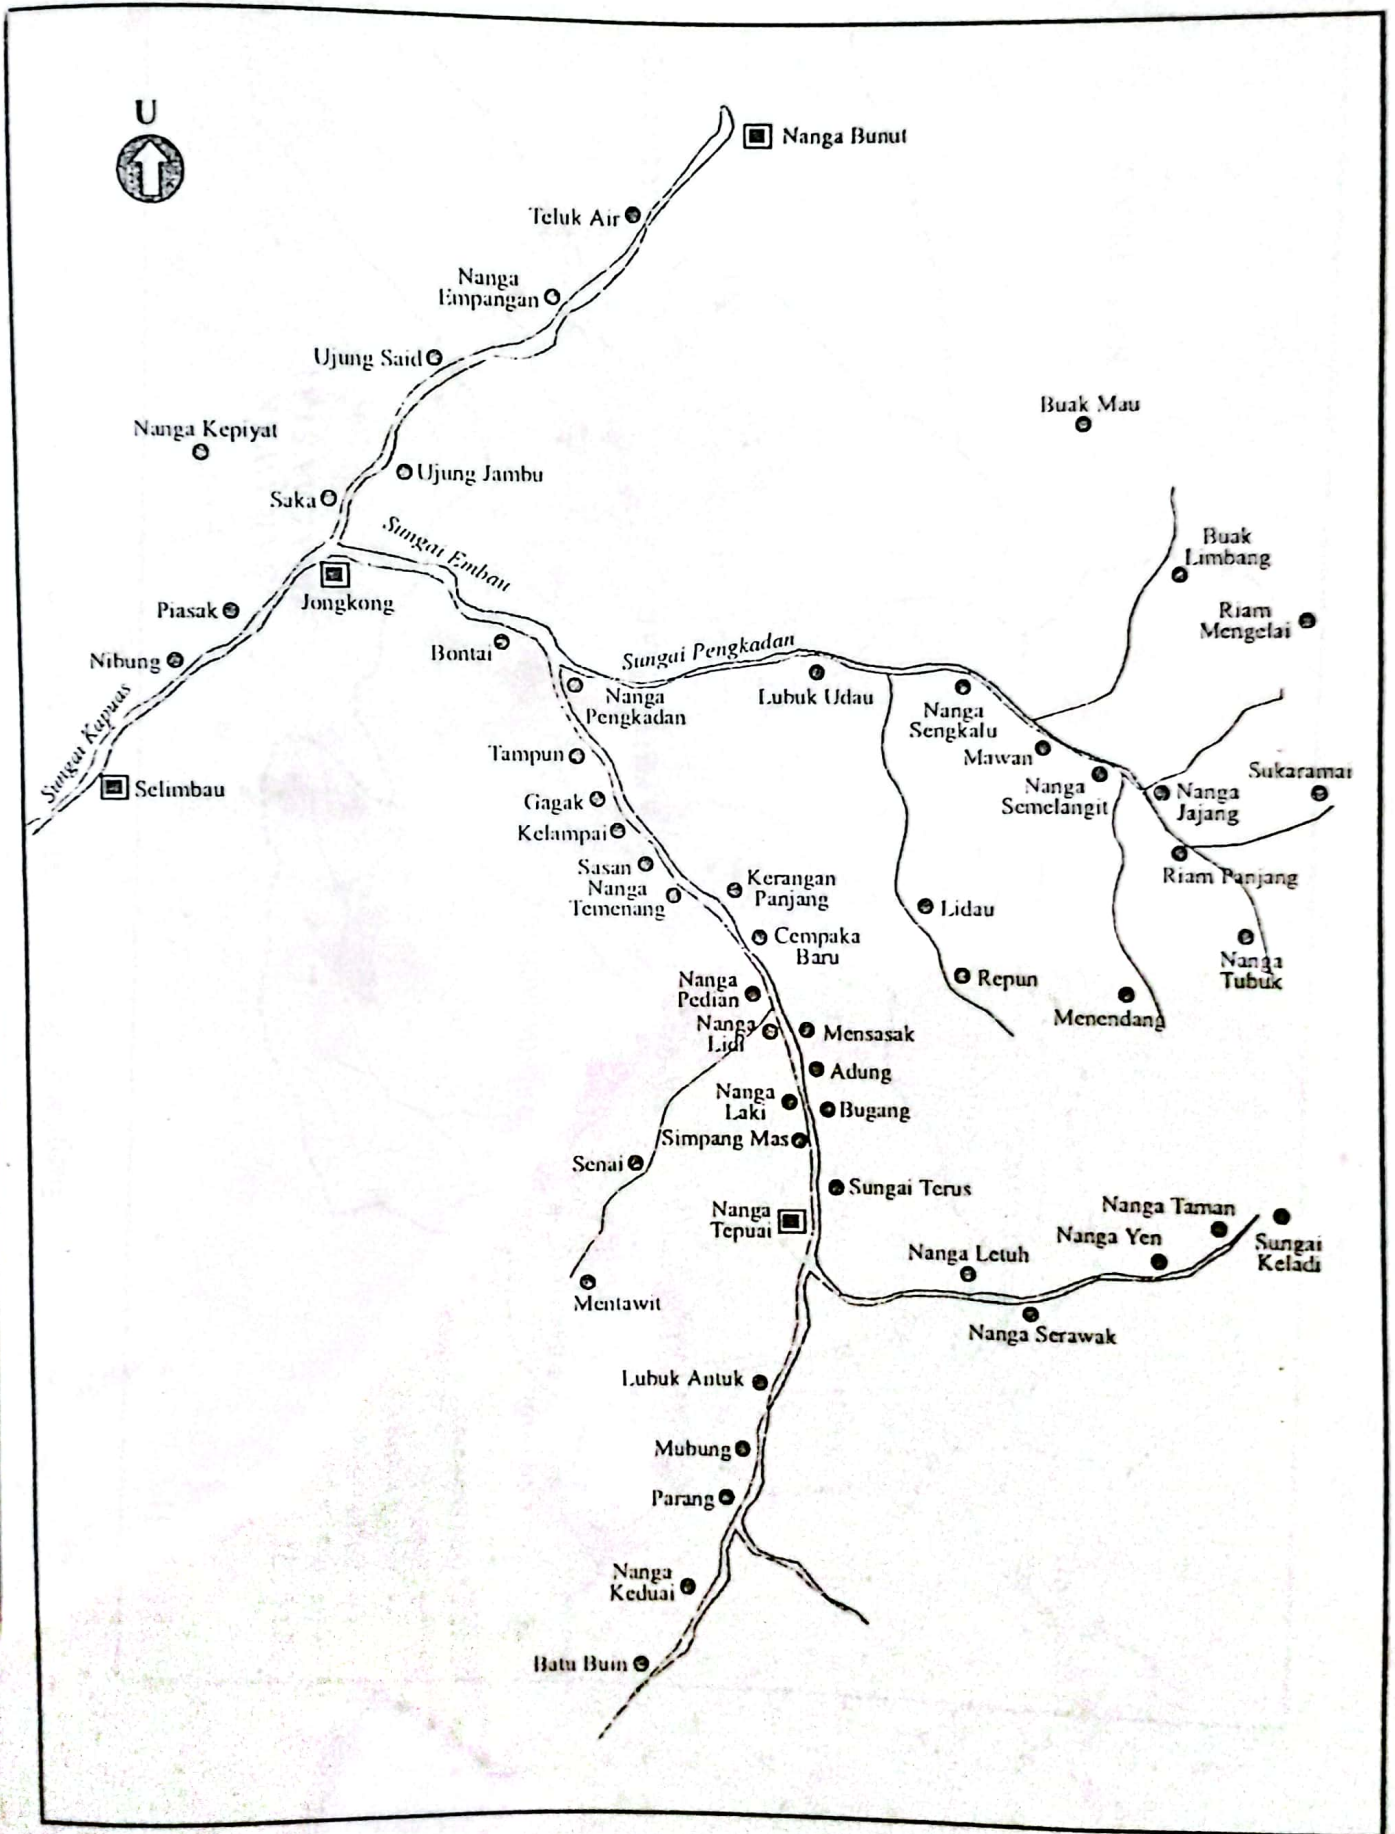 U
Nanga Bunut
Teluk Air
Nanga
Empangan
Ujung Said
Buak Mau
Nanga Kepiyat
Ujung Jambu
Saka
Sungai Embau
Buak
Limbang
Jongkong
Piasak
Riam
Mengelai
Bontai
Sungai Pengkadan
Nibung
Lubuk Udau
Nanga
Pengkadan
Nanga
Sengkalu
Sungai Kapuas
Tampun
Mawan
Sukaramai
Selimbau
Nanga
Semelangit
Nanga
Jajang
Gagak
Kelampai
Sasan
Riam Panjang
Kerangan
Panjang
Nanga
Temenang
Lidau
Cempaka
Baru
Nanga
Tubuk
Nanga
Pedian
Repun
Menendang
Nanga
Lidi
Mensasak
Adung
Nanga
Laki
Bugang
Simpang Mas
Senai
Sungai Terus
Nanga
Tepuai
Nanga Taman
Nanga Yen
Sungai
Keladi
Nanga Letuh
Mentawit
Nanga Serawak
Lubuk Antuk
Mubung
Parang
Nanga
Keduai
Batu Buin